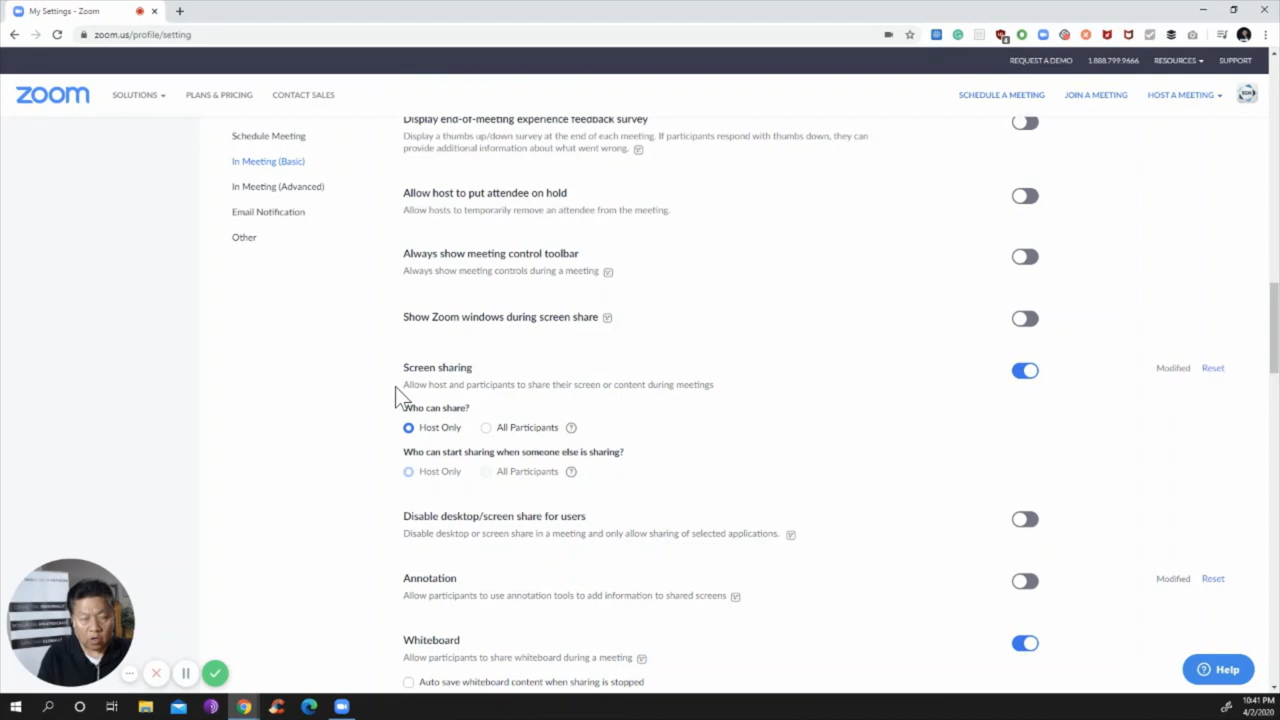 My Settings - Zoom
zoom.us/profile/setting
REQUEST A DEMO 1.888.799.9666 RESOURCES SUPPORT
zoom SOLUTIONS PLANS & PRICING CONTACT SALES SCHEDULE A MEETING JOIN A MEETING HOST A MEETING
Schedule Meeting
In Meeting (Basic)
In Meeting (Advanced)
Email Notification
Other
Display end-of-meeting experience feedback survey
Display a thumbs up/down survey at the end of each meeting. If participants respond with thumbs down, they can
provide additional information about what went wrong.
Allow host to put attendee on hold
Allow hosts to temporarily remove an attendee from the meeting.
Always show meeting control toolbar
Always show meeting controls during a meeting
Show Zoom windows during screen share
Screen sharing Modified Reset
Allow host and participants to share their screen or content during meetings
Who can share?
Host Only All Participants
Who can start sharing when someone else is sharing?
Host Only All Participants
Disable desktop/screen share for users
Disable desktop or screen share in a meeting and only allow sharing of selected applications.
Annotation Modified Reset
Allow participants to use annotation tools to add information to shared screens
Whiteboard
Allow participants to share whiteboard during a meeting
Auto save whiteboard content when sharing is stopped
Help
10:41 PM
4/2/2020